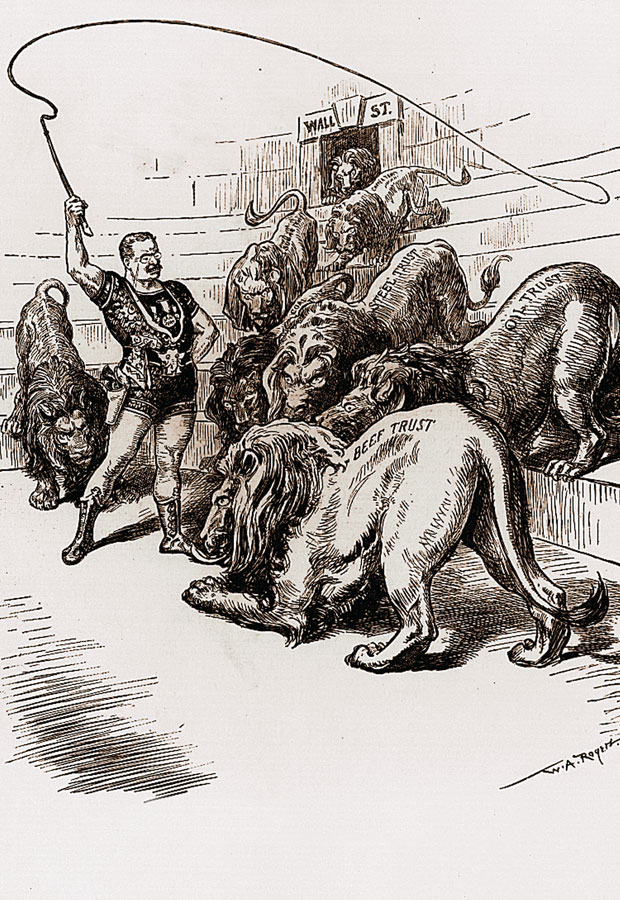 WALL ST.
STEEL TRUST
OIL TRUST
BEEF TRUST
W. A. Rogers.